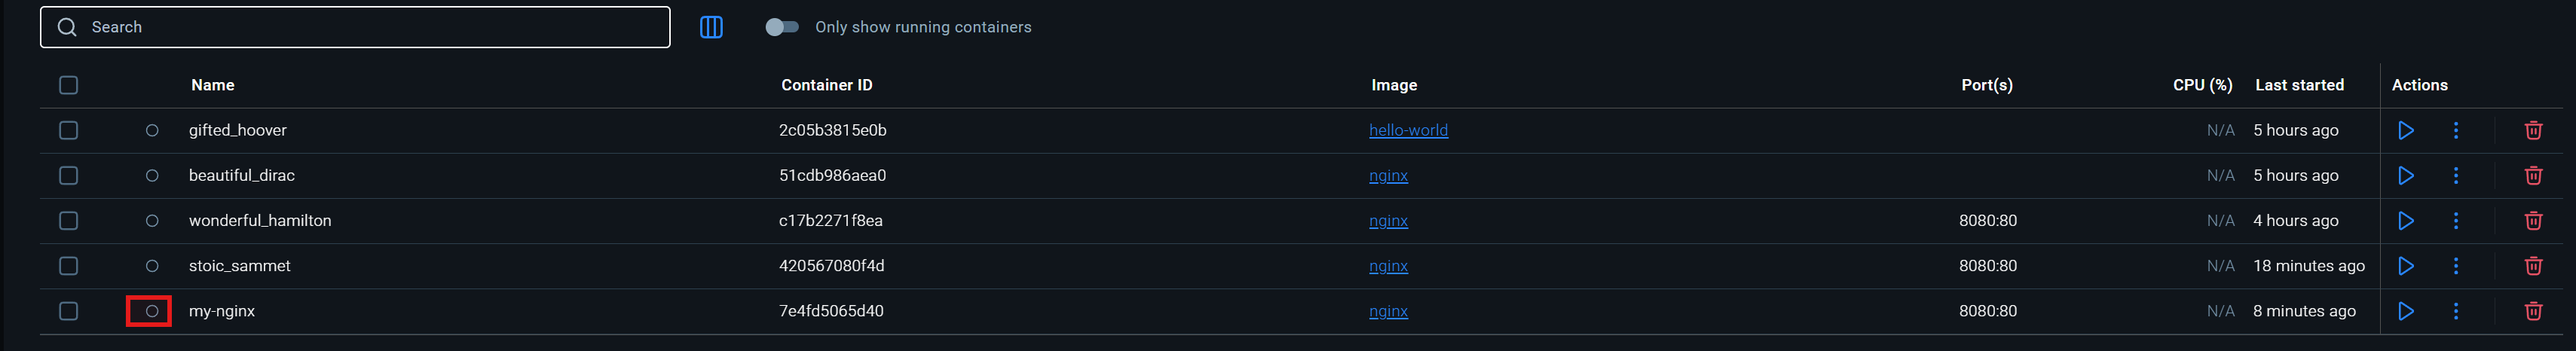 Search Only show running containers
Name Container ID Image Port(s) CPU (%) Last started Actions
gifted_hoover 2c05b3815e0b hello-world N/A 5 hours ago
beautiful_dirac 51cdb986aea0 nginx N/A 5 hours ago
wonderful_hamilton c17b2271f8ea nginx 8080:80 N/A 4 hours ago
stoic_sammet 420567080f4d nginx 8080:80 N/A 18 minutes ago
my-nginx 7e4fd5065d40 nginx 8080:80 N/A 8 minutes ago